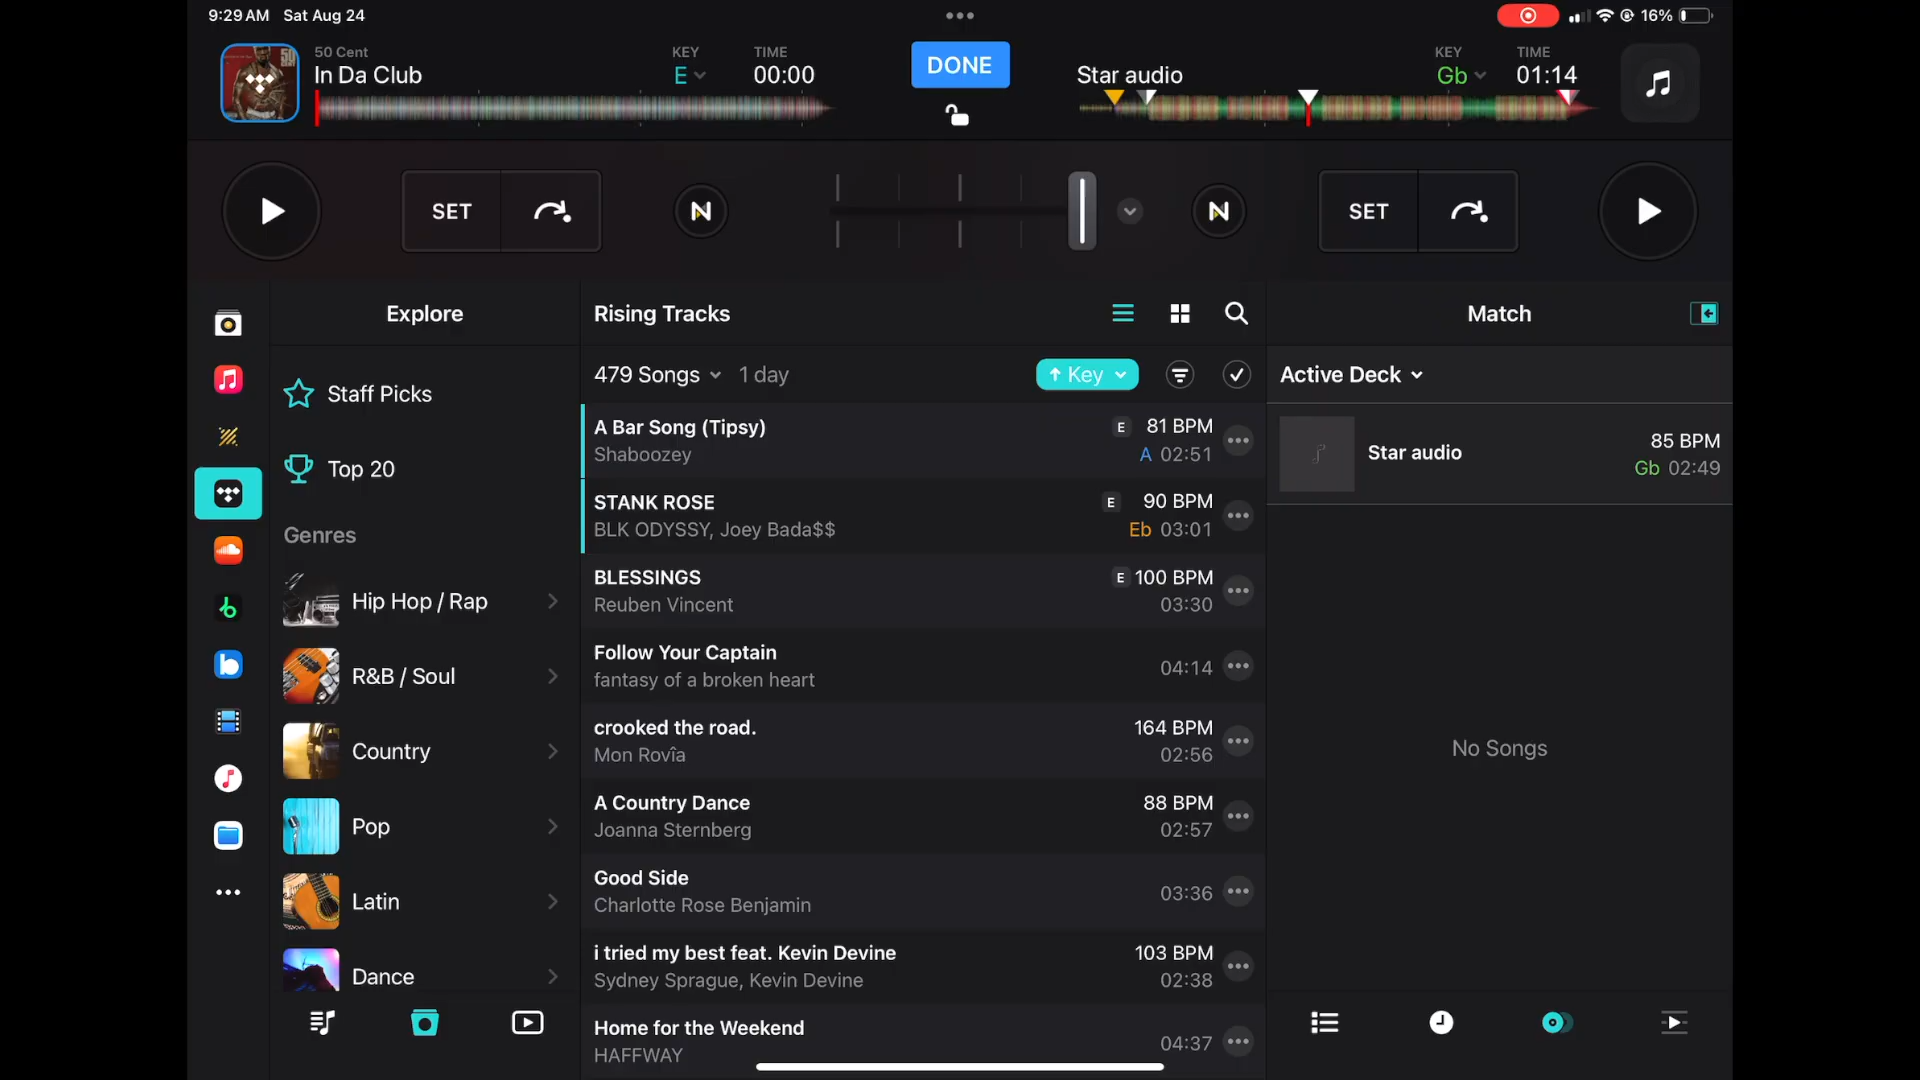 9:29 AM Sat Aug 24
16%
50 Cent
In Da Club
KEY
E
TIME
00:00
DONE
Star audio
KEY
Gb
TIME
01:14
SET
SET
Explore
Staff Picks
Top 20
Genres
Hip Hop / Rap
R&B / Soul
Country
Pop
Latin
Dance
Rising Tracks
479 Songs 1 day
Key
A Bar Song (Tipsy) E 81 BPM
Shaboozey A 02:51
STANK ROSE E 90 BPM
BLK ODYSSY, Joey Bada$$ Eb 03:01
BLESSINGS E 100 BPM
Reuben Vincent 03:30
Follow Your Captain
fantasy of a broken heart 04:14
crooked the road. 164 BPM
Mon Rovîa 02:56
A Country Dance 88 BPM
Joanna Sternberg 02:57
Good Side
Charlotte Rose Benjamin 03:36
i tried my best feat. Kevin Devine 103 BPM
Sydney Sprague, Kevin Devine 02:38
Home for the Weekend
HAFFWAY 04:37
Match
Active Deck
Star audio 85 BPM
Gb 02:49
No Songs